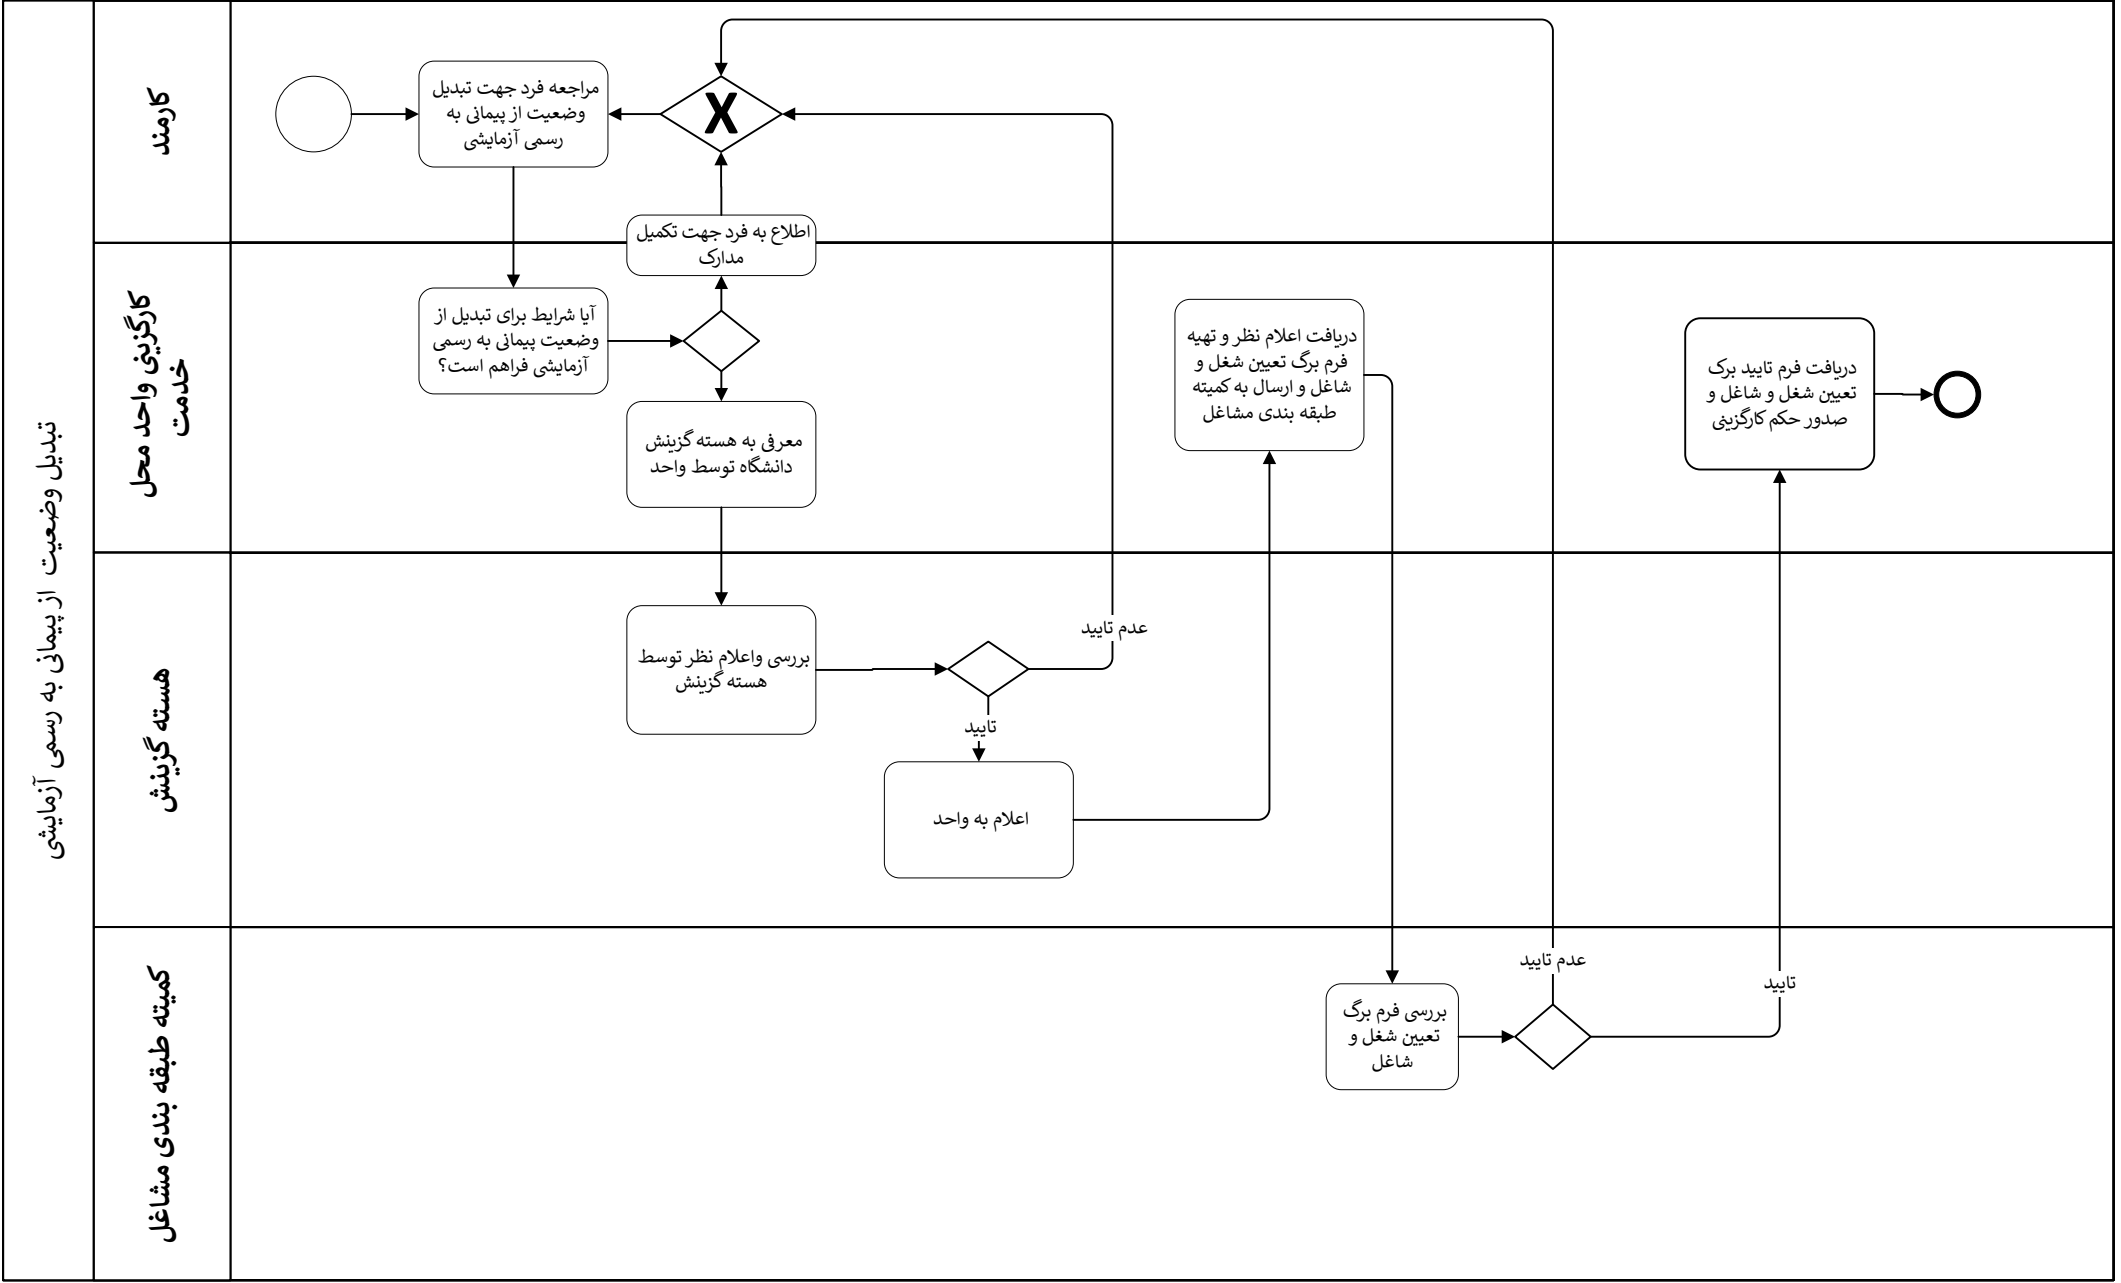 تبدیل وضعیت از پیمانی به رسمی آزمایشی
کارمند
مراجعه فرد جهت تبدیل
وضعیت از پیمانی به
رسمی آزمایشی
X
اطلاع به فرد جهت تکمیل
مدارک
کارگزینی واحد محل
خدمت
آیا شرایط برای تبدیل از
وضعیت پیمانی به رسمی
آزمایشی فراهم است؟
معرفی به هسته گزینش
دانشگاه توسط واحد
دریافت اعلام نظر و تهیه
فرم برگ تعیین شغل و
شاغل و ارسال به کمیته
طبقه بندی مشاغل
دریافت فرم تایید برک
تعیین شغل و شاغل و
صدور حکم کارگزینی
هسته گزینش
بررسی واعلام نظر توسط
هسته گزینش
عدم تایید
تایید
اعلام به واحد
کمیته طبقه بندی مشاغل
بررسی فرم برگ
تعیین شغل و
شاغل
عدم تایید
تایید